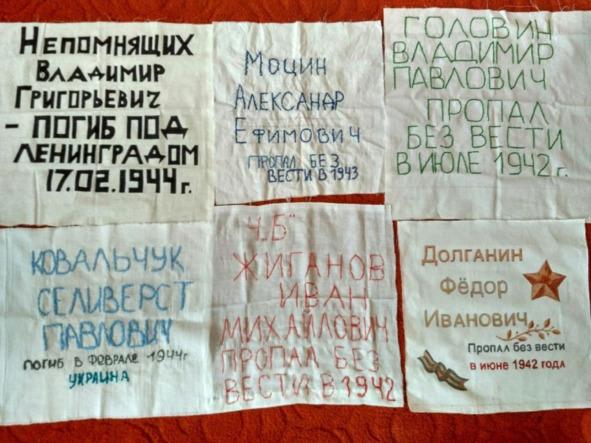 НЕПОМНЯЩИХ
ВЛАДИМИР
ГРИГОРЬЕВИЧ
- ПОГИБ ПОД
ЛЕНИНГРАДОМ
17.02.1944г.
МОЦИН
АЛЕКСАНДР
ЕФИМОВИЧ
ПРОПАЛ БЕЗ
ВЕСТИ В 1943
ГОЛОВИН
ВЛАДИМИР
ПАВЛОВИЧ
ПРОПАЛ
БЕЗ ВЕСТИ
В ИЮЛЕ 1942 г.
КОВАЛЬЧУК
СЕЛИВЕРСТ
ПАВЛОВИЧ
ПОГИБ В ФЕВРАЛЕ 1944г
УКРАИНА
Ч.Б"
ЖИГАНОВ
ИВАН
МИХАЙЛОВИЧ
ПРОПАЛ БЕЗ
ВЕСТИ В 1942
Долганин
Фёдор
Иванович
Пропал без вести
в июне 1942 года